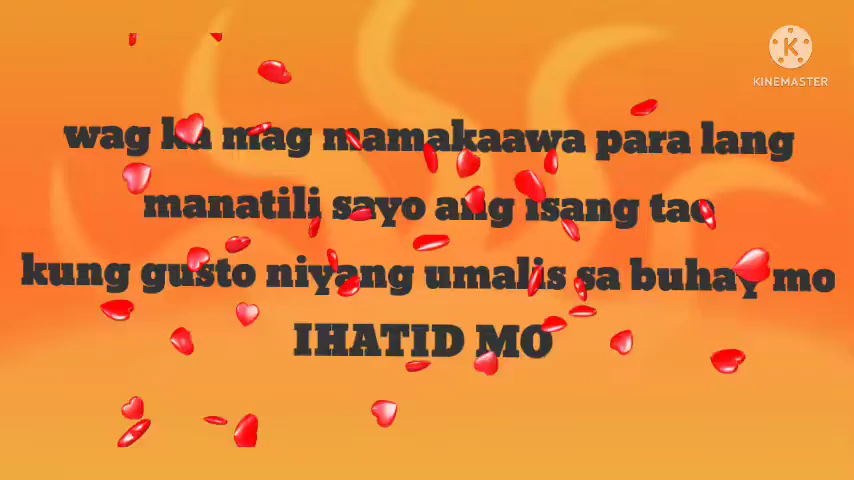 KINEMASTER
wag ka mag mamakaawa para lang
manatili sayo ang isang tao
kung gusto niyang umalis sa buhay mo
IHATID MO